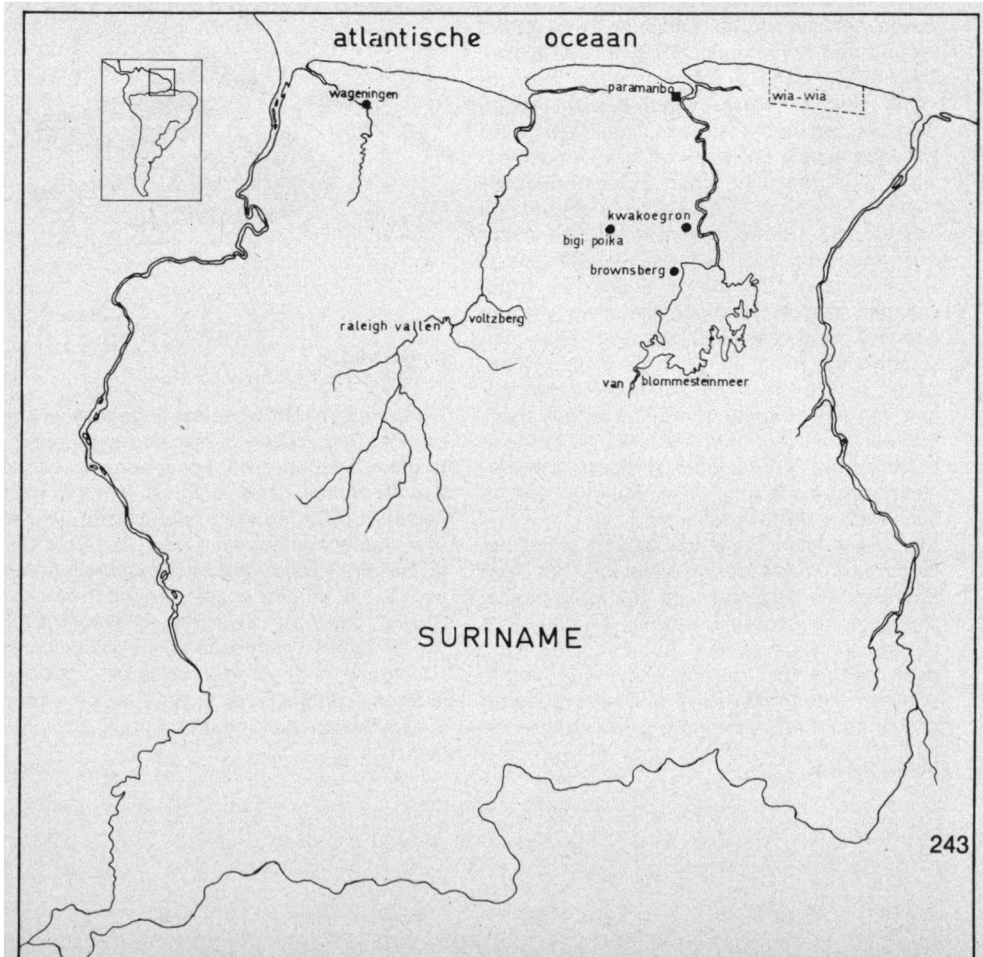 atlantische oceaan
wageningen
paramaribo
wia-wia
kwakoegron
bigi poika
brownsberg
raleigh vallen
voltzberg
van blommesteinmeer
SURINAME
243